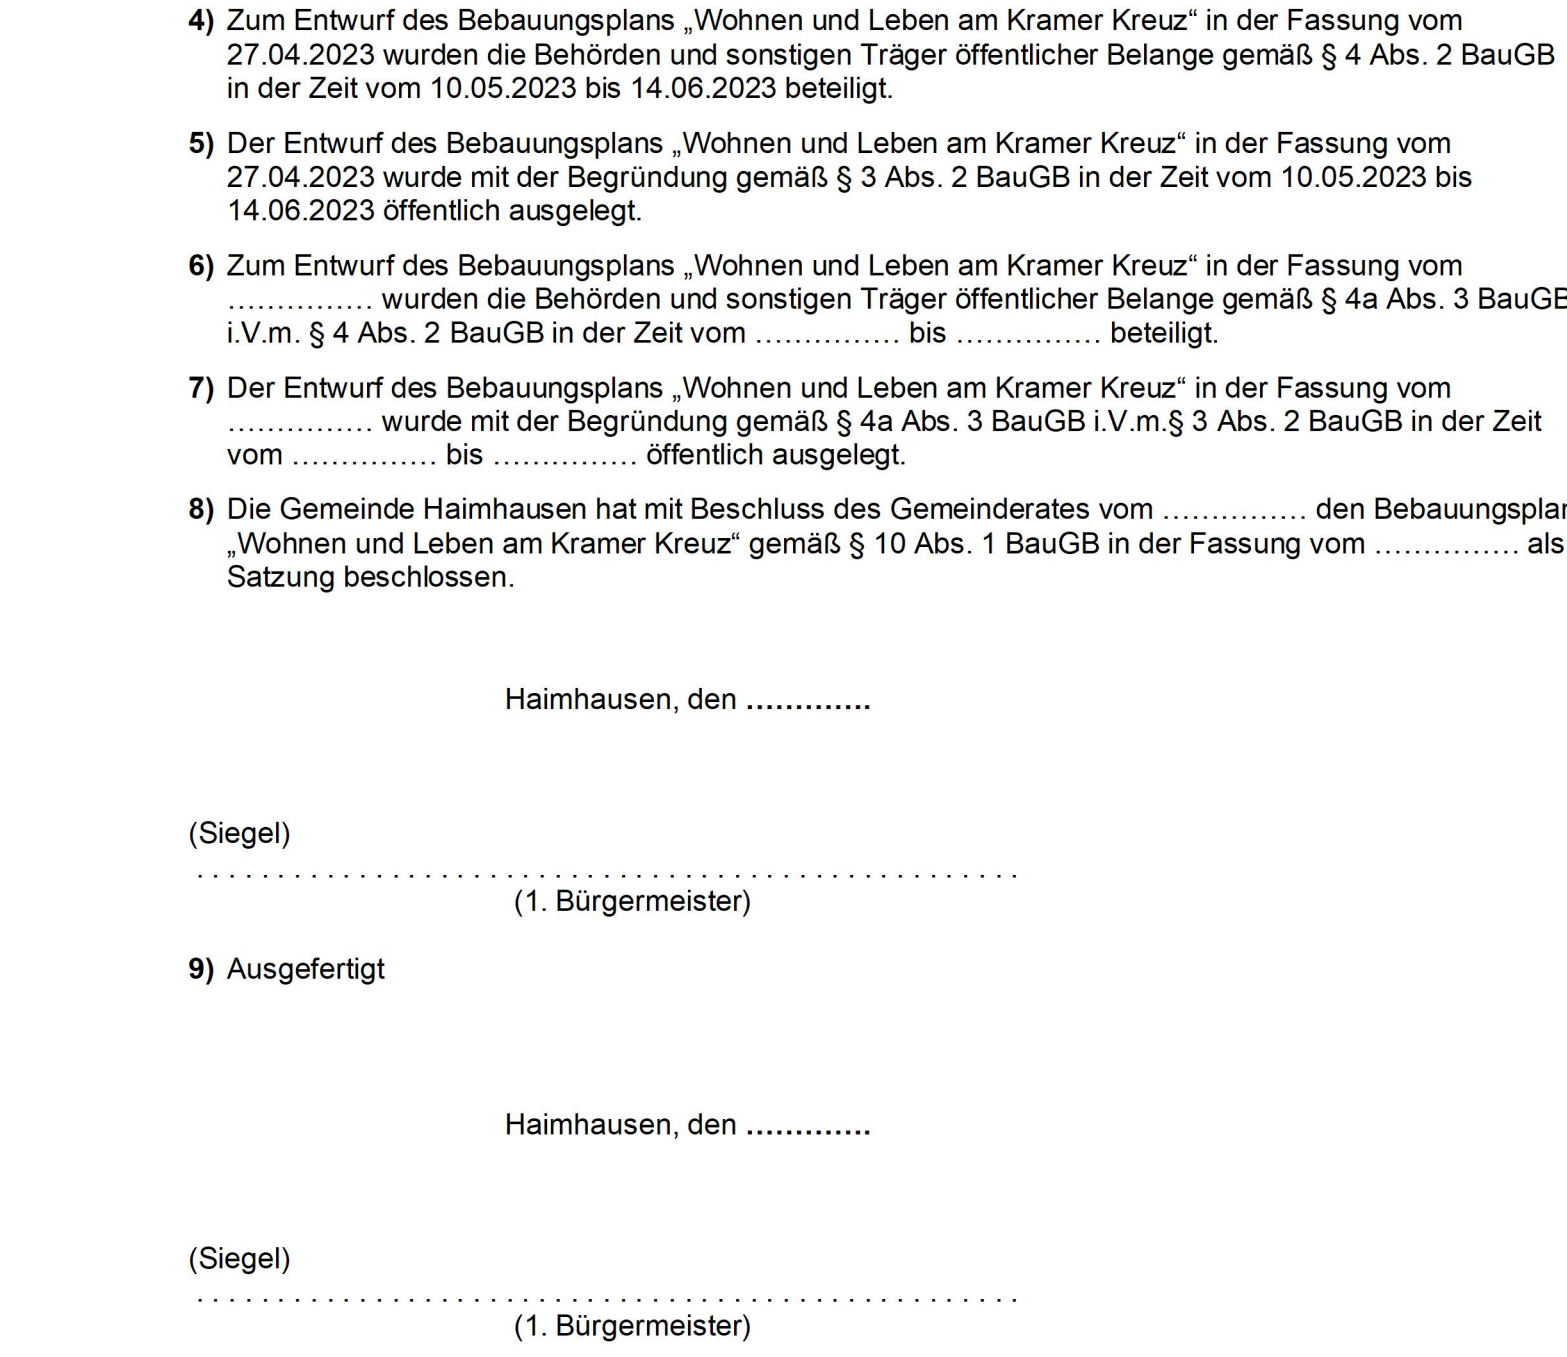 4) Zum Entwurf des Bebauungsplans „Wohnen und Leben am Kramer Kreuz“ in der Fassung vom
27.04.2023 wurden die Behörden und sonstigen Träger öffentlicher Belange gemäß § 4 Abs. 2 BauGB
in der Zeit vom 10.05.2023 bis 14.06.2023 beteiligt.
5) Der Entwurf des Bebauungsplans „Wohnen und Leben am Kramer Kreuz“ in der Fassung vom
27.04.2023 wurde mit der Begründung gemäß § 3 Abs. 2 BauGB in der Zeit vom 10.05.2023 bis
14.06.2023 öffentlich ausgelegt.
6) Zum Entwurf des Bebauungsplans „Wohnen und Leben am Kramer Kreuz“ in der Fassung vom
…………… wurden die Behörden und sonstigen Träger öffentlicher Belange gemäß § 4a Abs. 3 BauGB
i.V.m. § 4 Abs. 2 BauGB in der Zeit vom …………… bis …………… beteiligt.
7) Der Entwurf des Bebauungsplans „Wohnen und Leben am Kramer Kreuz“ in der Fassung vom
…………… wurde mit der Begründung gemäß § 4a Abs. 3 BauGB i.V.m.§ 3 Abs. 2 BauGB in der Zeit
vom …………… bis …………… öffentlich ausgelegt.
8) Die Gemeinde Haimhausen hat mit Beschluss des Gemeinderates vom …………… den Bebauungsplan
„Wohnen und Leben am Kramer Kreuz“ gemäß § 10 Abs. 1 BauGB in der Fassung vom …………… als
Satzung beschlossen.
Haimhausen, den ………….
(Siegel)
. . . . . . . . . . . . . . . . . . . . . . . . . . . . . . . . . . . . . . . . . . . . . . . . . . .
(1. Bürgermeister)
9) Ausgefertigt
Haimhausen, den ………….
(Siegel)
. . . . . . . . . . . . . . . . . . . . . . . . . . . . . . . . . . . . . . . . . . . . . . . . . . .
(1. Bürgermeister)